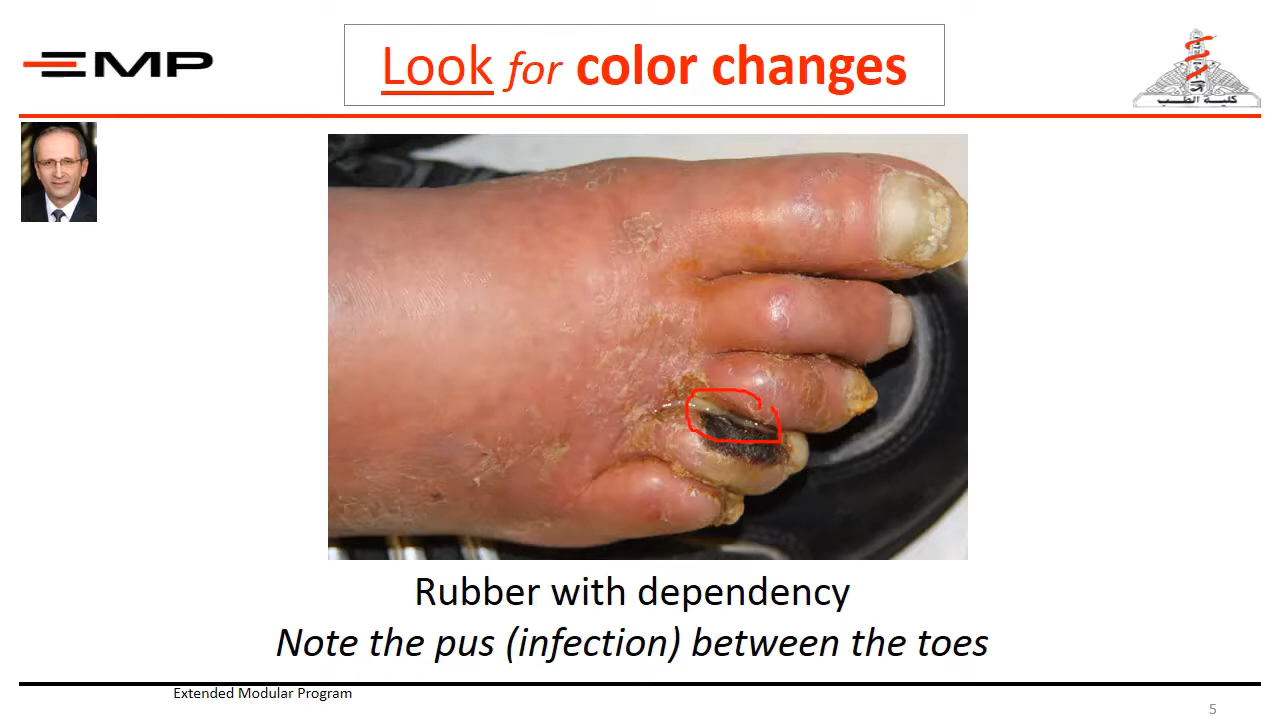 EMP
Look for color changes
كلية الطب
Rubber with dependency
Note the pus (infection) between the toes
Extended Modular Program
5